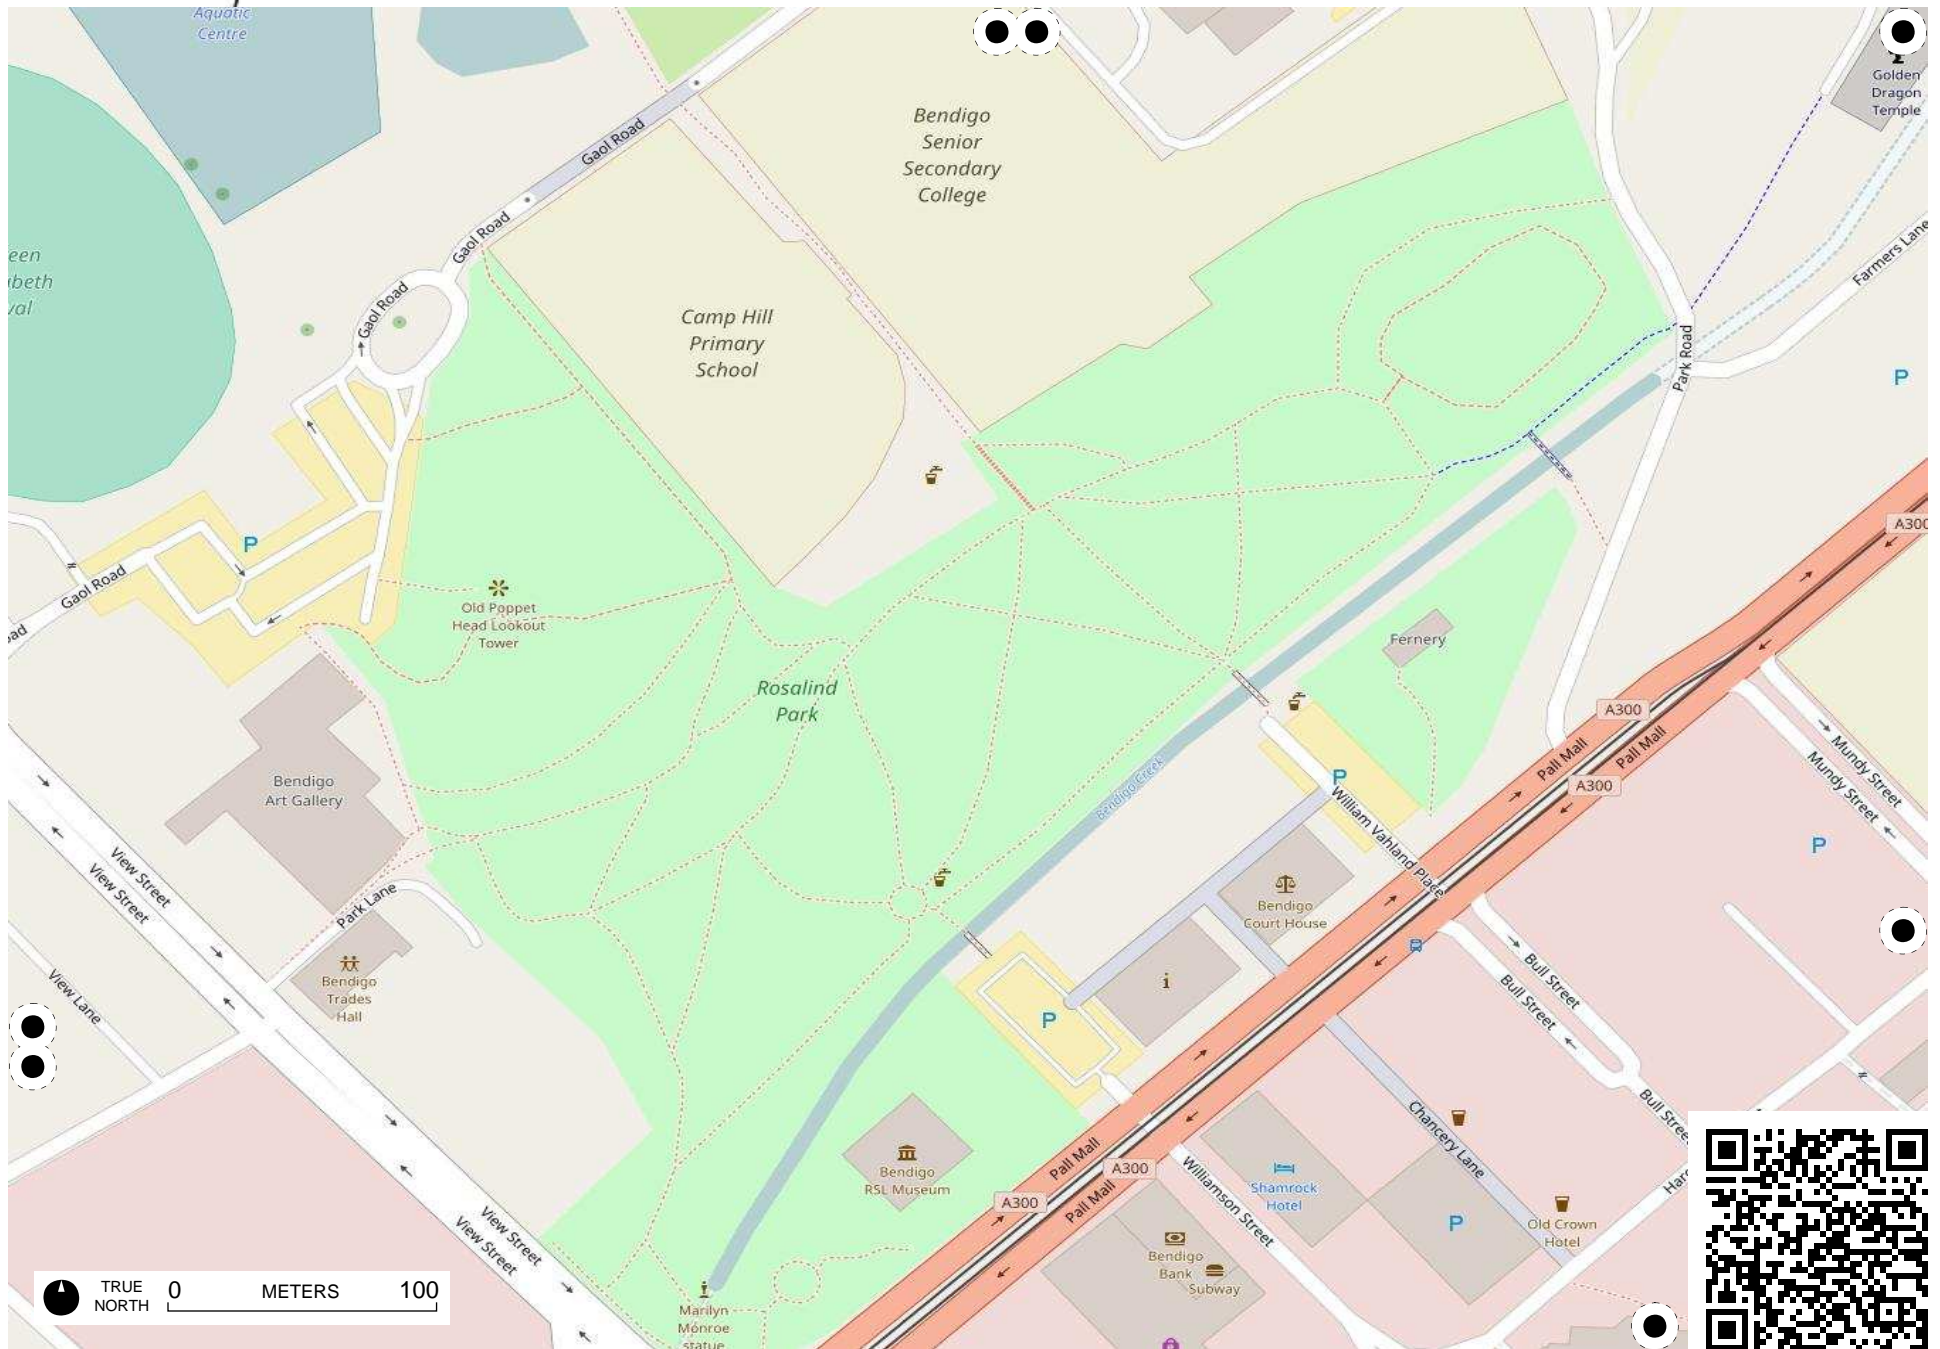 Aquatic
Centre
Golden
Dragon
Temple
Bendigo
Senior
Secondary
College
Gaol Road
Gaol Road
Gaol Road
Farmers Lane
Camp Hill
Primary
School
Park Road
P
A300
P
Gaol Road
Old Poppet
Head Lookout
Tower
Fernery
Rosalind
Park
A300
Pall Mall
Pall Mall
Mundy Street
Mundy Street
A300
P
Bendigo
Art Gallery
Bendigo Creek
William Vahland Place
P
View Street
View Street
Park Lane
Bendigo
Court House
Bendigo
Trades
Hall
View Lane
i
P
Bull Street
Bull Street
Bull Street
Chancery Lane
Pall Mall
A300
Pall Mall
A300
Bendigo
RSL Museum
Williamson Street
Shamrock
Hotel
P
Old Crown
Hotel
View Street
View Street
Bendigo
Bank
Subway
Marilyn
Monroe
statue
TRUE
NORTH
0 METERS 100